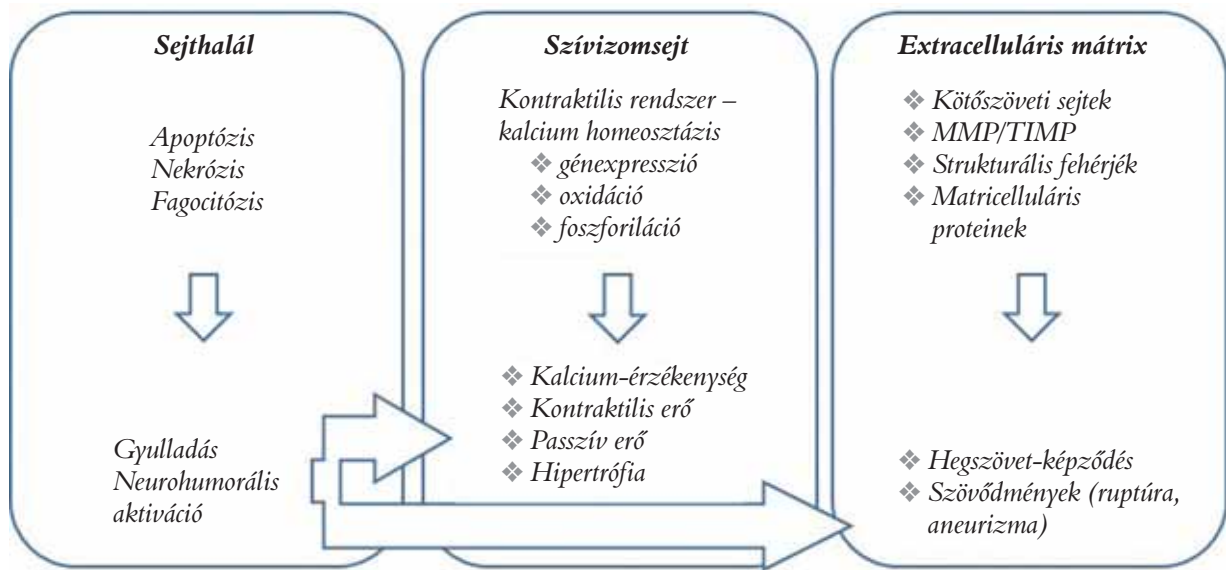 Sejthalál
Apoptózis
Nekrózis
Fagocitózis
Gyulladás
Neurohumorális
aktiváció
Szívizomsejt
Kontraktilis rendszer –
kalcium homeosztázis
❖ génexpresszió
❖ oxidáció
❖ foszforiláció
❖ Kalcium-érzékenység
❖ Kontraktilis erő
❖ Passzív erő
❖ Hipertrófia
Extracelluláris mátrix
❖ Kötőszöveti sejtek
❖ MMP/TIMP
❖ Strukturális fehérjék
❖ Matricelluláris
proteinek
❖ Hegszövet-képződés
❖ Szövődmények (ruptúra,
aneurizma)